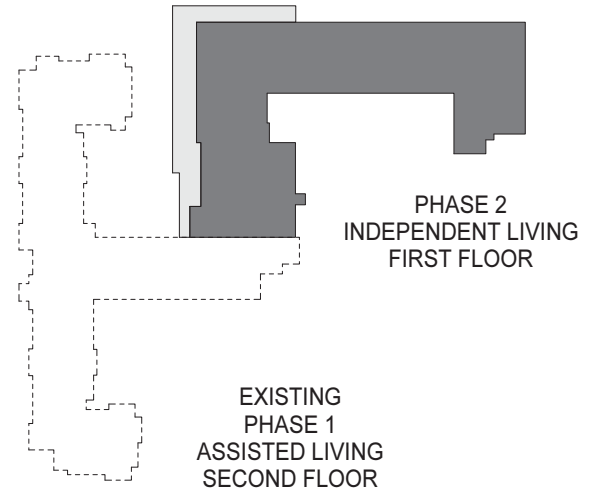 PHASE 2
INDEPENDENT LIVING
FIRST FLOOR
EXISTING
PHASE 1
ASSISTED LIVING
SECOND FLOOR